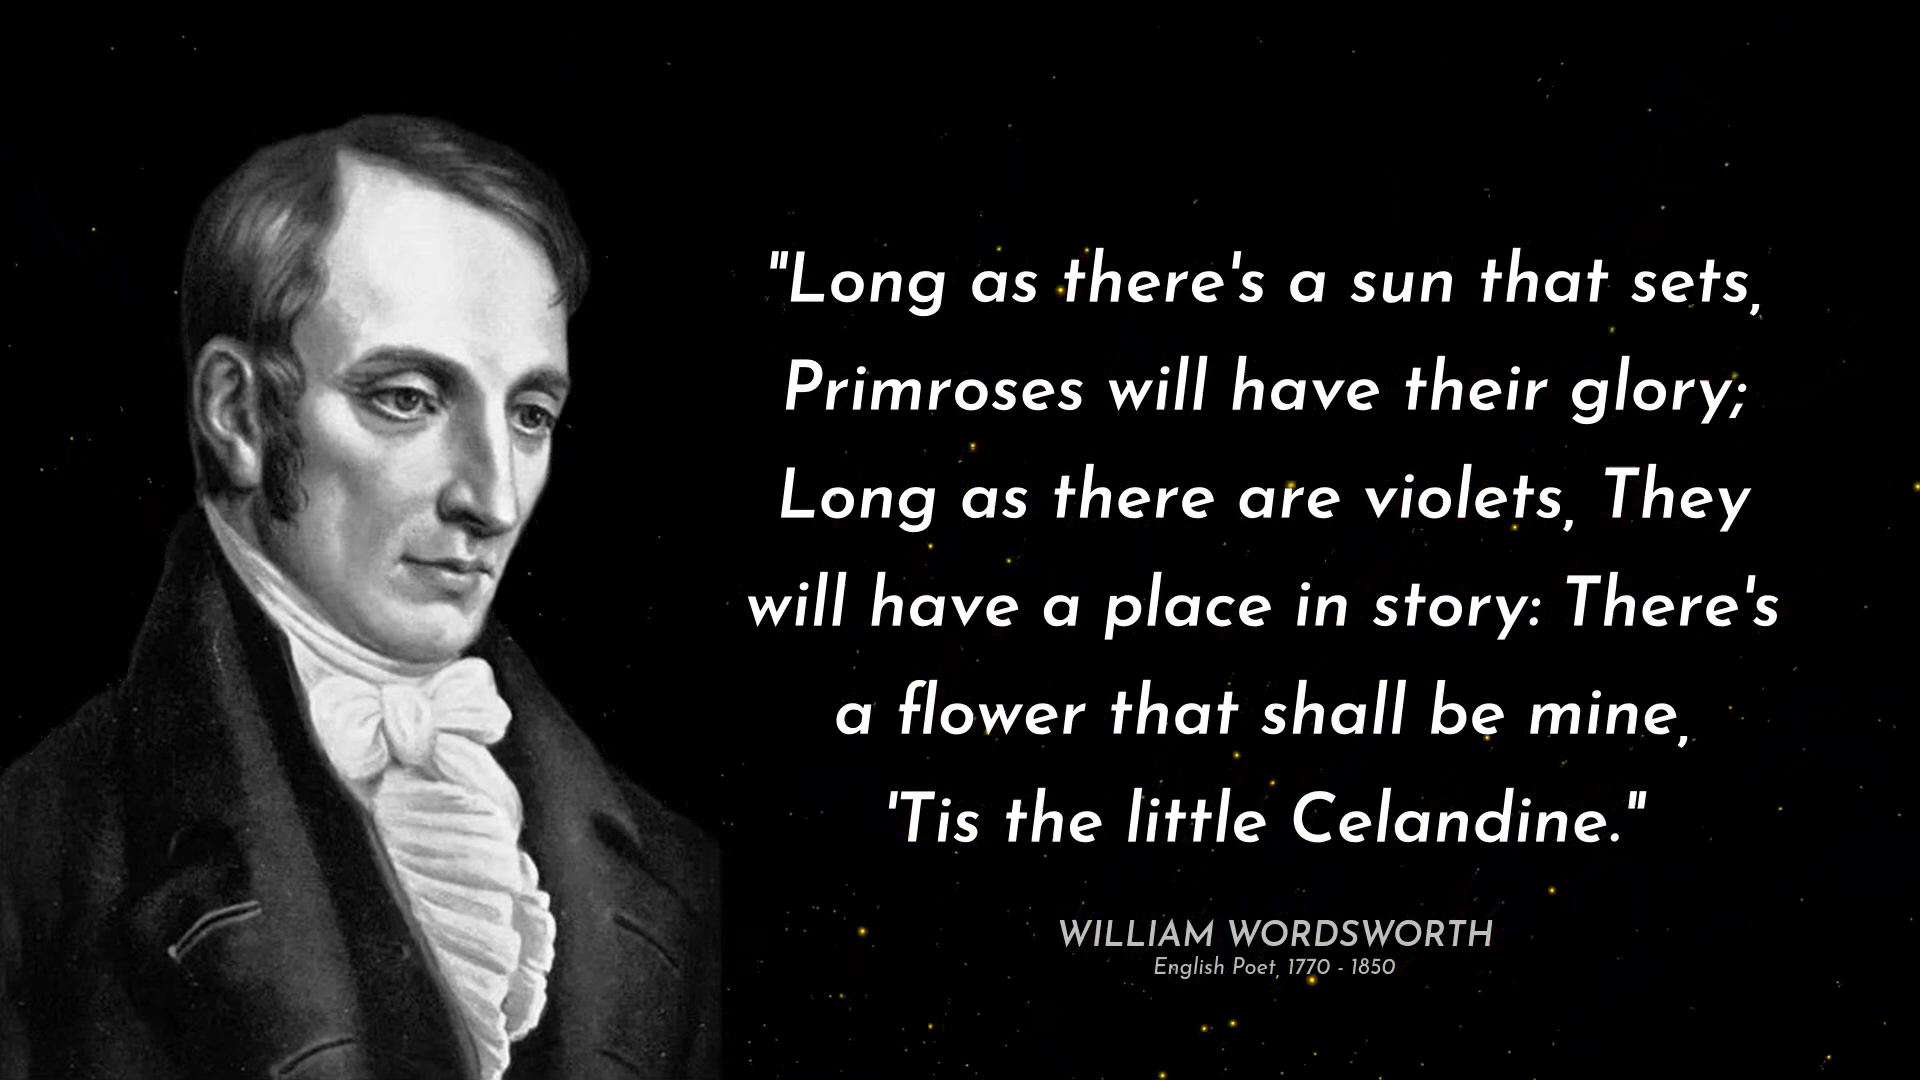 "Long as there's a sun that sets,
Primroses will have their glory;
Long as there are violets, They
will have a place in story: There's
a flower that shall be mine,
'Tis the little Celandine."
WILLIAM WORDSWORTH
English Poet, 1770 - 1850